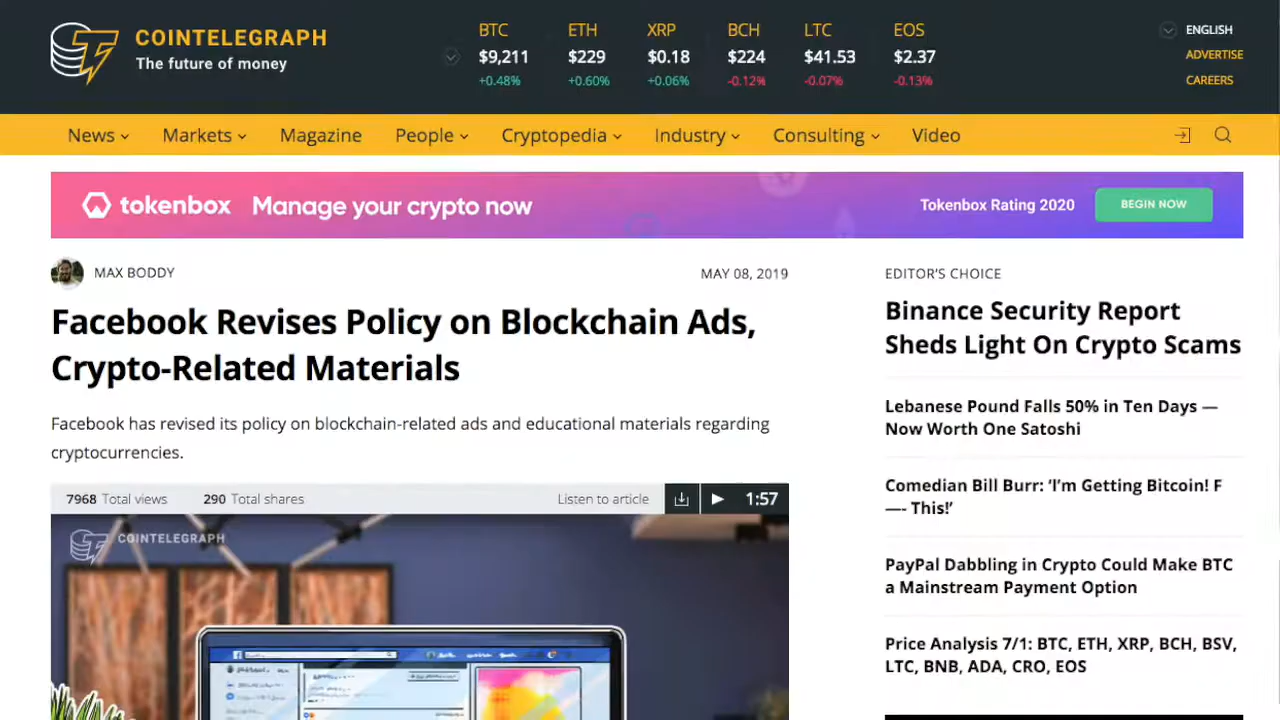 COINTELEGRAPH
The future of money
BTC ETH XRP BCH LTC EOS
$9,211 $229 $0.18 $224 $41.53 $2.37
+0.48% +0.60% +0.06% -0.12% -0.07% -0.13%
ENGLISH
ADVERTISE
CAREERS
News Markets Magazine People Cryptopedia Industry Consulting Video
tokenbox Manage your crypto now Tokenbox Rating 2020 BEGIN NOW
MAX BODDY MAY 08, 2019
Facebook Revises Policy on Blockchain Ads,
Crypto-Related Materials
Facebook has revised its policy on blockchain-related ads and educational materials regarding
cryptocurrencies.
7968 Total views 290 Total shares Listen to article 1:57
COINTELEGRAPH
EDITOR'S CHOICE
Binance Security Report
Sheds Light On Crypto Scams
Lebanese Pound Falls 50% in Ten Days —
Now Worth One Satoshi
Comedian Bill Burr: ‘I’m Getting Bitcoin! F
—- This!’
PayPal Dabbling in Crypto Could Make BTC
a Mainstream Payment Option
Price Analysis 7/1: BTC, ETH, XRP, BCH, BSV,
LTC, BNB, ADA, CRO, EOS